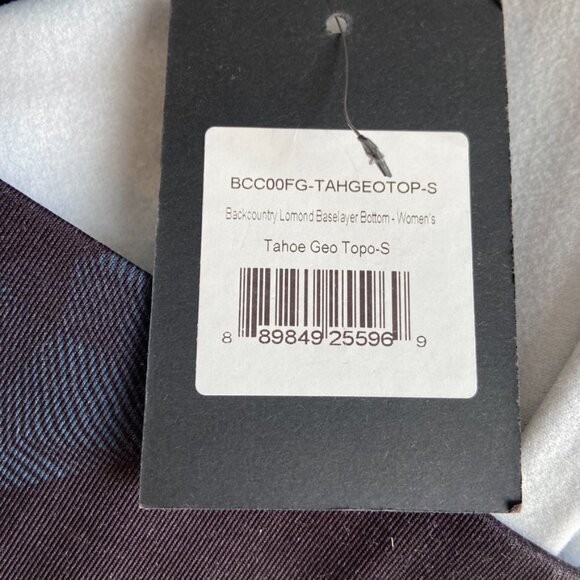 BCC00FG-TAHGEOTOP-S
Backcountry Lomond Baselayer Bottom - Women's
Tahoe Geo Topo-S
8 89849 25596 9